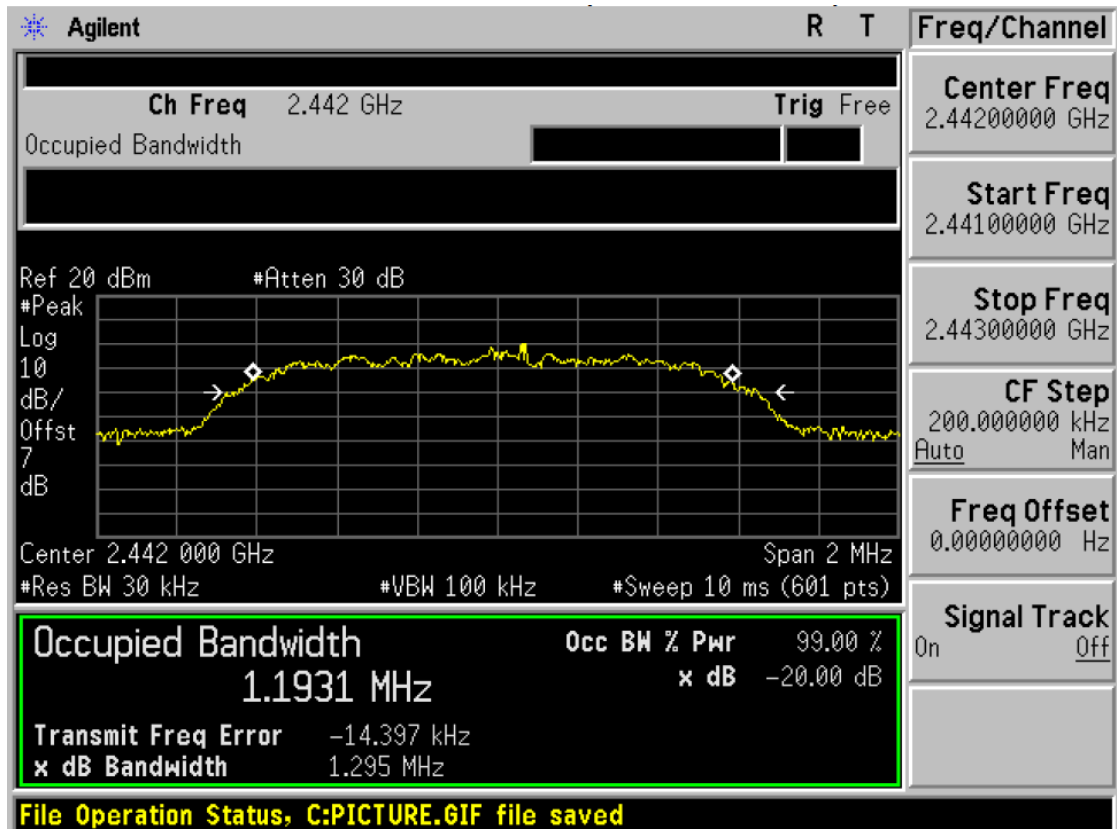 Agilent R T
Ch Freq 2.442 GHz Trig Free
Occupied Bandwidth
Ref 20 dBm #Atten 30 dB
#Peak
Log
10
dB/
Offst
7
dB
Center 2.442 000 GHz Span 2 MHz
#Res BW 30 kHz #VBW 100 kHz #Sweep 10 ms (601 pts)
Occupied Bandwidth
1.1931 MHz
Occ BW % Pwr 99.00 %
x dB -20.00 dB
Transmit Freq Error -14.397 kHz
x dB Bandwidth 1.295 MHz
File Operation Status, C:PICTURE.GIF file saved
Freq/Channel
Center Freq
2.44200000 GHz
Start Freq
2.44100000 GHz
Stop Freq
2.44300000 GHz
CF Step
200.000000 kHz
Auto Man
Freq Offset
0.00000000 Hz
Signal Track
On Off